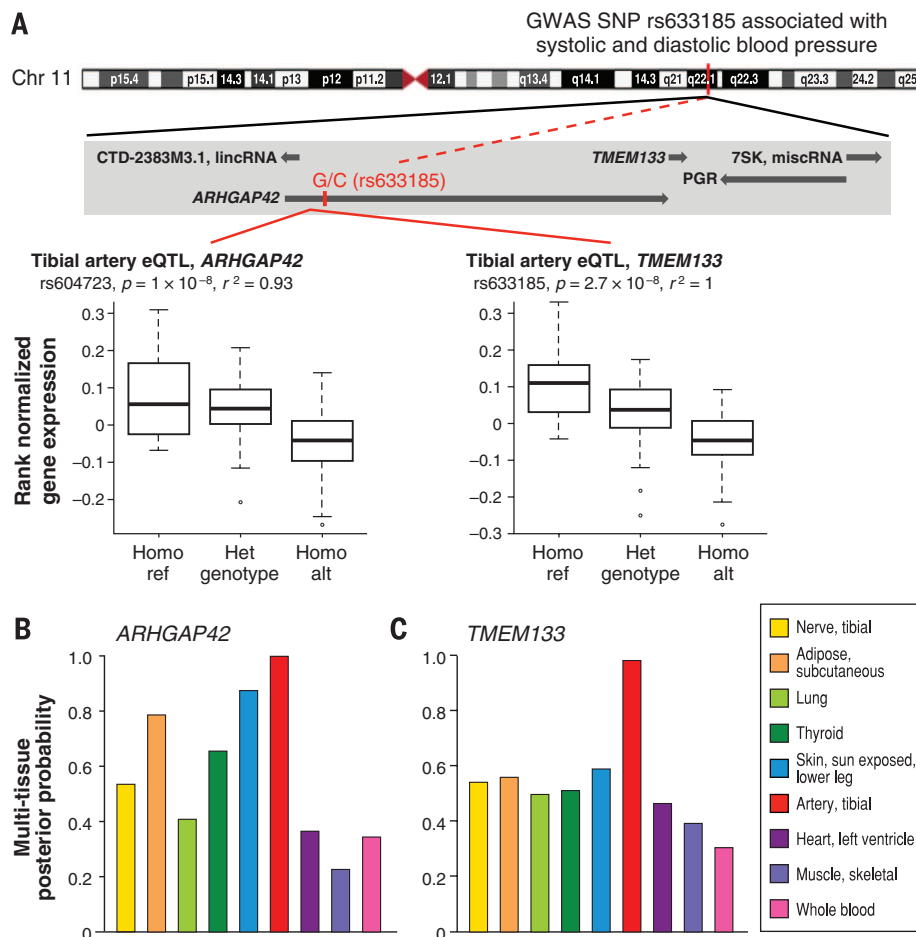 A
GWAS SNP rs633185 associated with
systolic and diastolic blood pressure
Chr 11
p15.4 p15.1 14.3 14.1 p13 p12 p11.2 12.1 q13.4 q14.1 14.3 q21 q22.1 q22.3 q23.3 24.2 q25
CTD-2383M3.1, lincRNA
TMEM133
7SK, miscRNA
G/C (rs633185)
PGR
ARHGAP42
Tibial artery eQTL, ARHGAP42
rs604723, p = 1 × 10⁻⁸, r² = 0.93
Rank normalized
gene expression
0.3
0.2
0.1
0
−0.1
−0.2
Homo
ref
Het
genotype
Homo
alt
Tibial artery eQTL, TMEM133
rs633185, p = 2.7 × 10⁻⁸, r² = 1
0.3
0.2
0.1
0
−0.1
−0.2
−0.3
Homo
ref
Het
genotype
Homo
alt
B
ARHGAP42
Multi-tissue
posterior probability
1.0
0.8
0.6
0.4
0.2
0
C
TMEM133
1.0
0.8
0.6
0.4
0.2
0
Nerve, tibial
Adipose,
subcutaneous
Lung
Thyroid
Skin, sun exposed,
lower leg
Artery, tibial
Heart, left ventricle
Muscle, skeletal
Whole blood